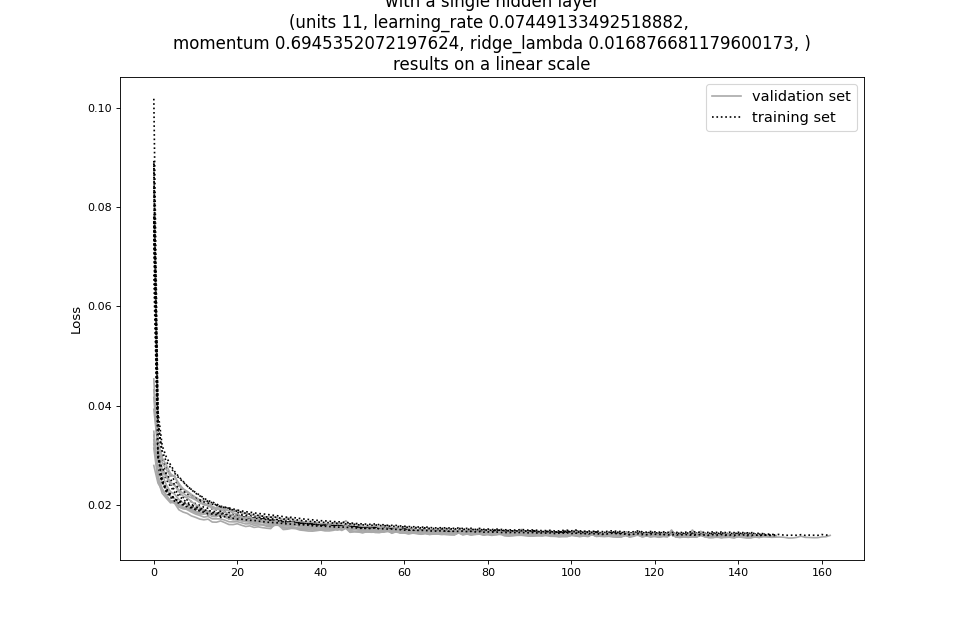 with a single hidden layer
(units 11, learning_rate 0.07449133492518882,
momentum 0.6945352072197624, ridge_lambda 0.016876681179600173, )
results on a linear scale
validation set
training set
Loss
0.10
0.08
0.06
0.04
0.02
0 20 40 60 80 100 120 140 160